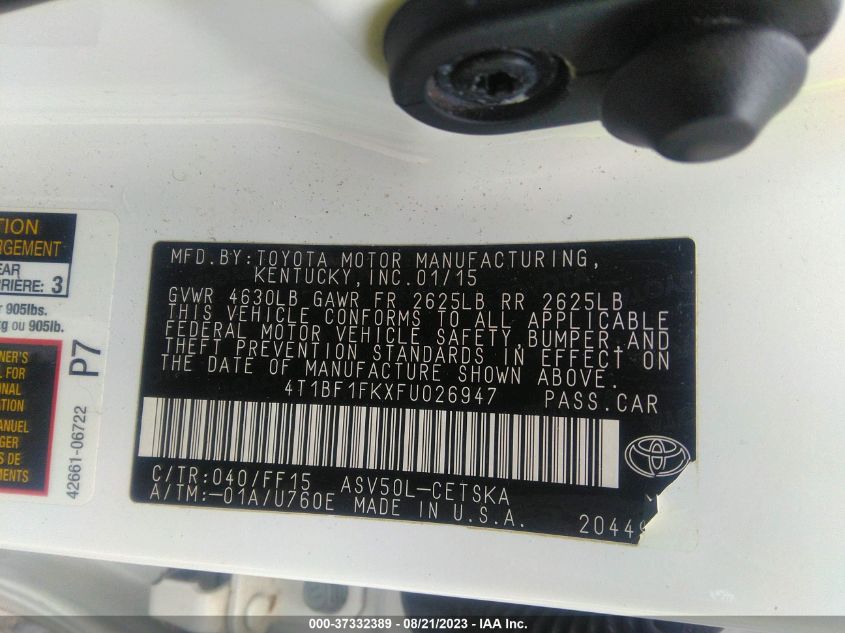 TION
RGEMENT
EAR
RRIERE: 3
905lbs.
kg ou 905lb.
NER'S
L FOR
ONAL
ATION
ANUEL
GER
S DE
EMENTS
P7
42661-06722
MFD.BY:TOYOTA MOTOR MANUFACTURING,
KENTUCKY,INC.01/15
GVWR 4630LB GAWR FR 2625LB RR 2625LB
THIS VEHICLE CONFORMS TO ALL APPLICABLE
FEDERAL MOTOR VEHICLE SAFETY,BUMPER,AND
THEFT PREVENTION STANDARDS IN EFFECT ON
THE DATE OF MANUFACTURE SHOWN ABOVE.
4T1BF1FKXFU026947 PASS.CAR
C/TR:040/FF15 ASV50L-CETSKA
A/TM:-01A/U760E MADE IN U.S.A.
2044
000-37332389 - 08/21/2023 - IAA Inc.